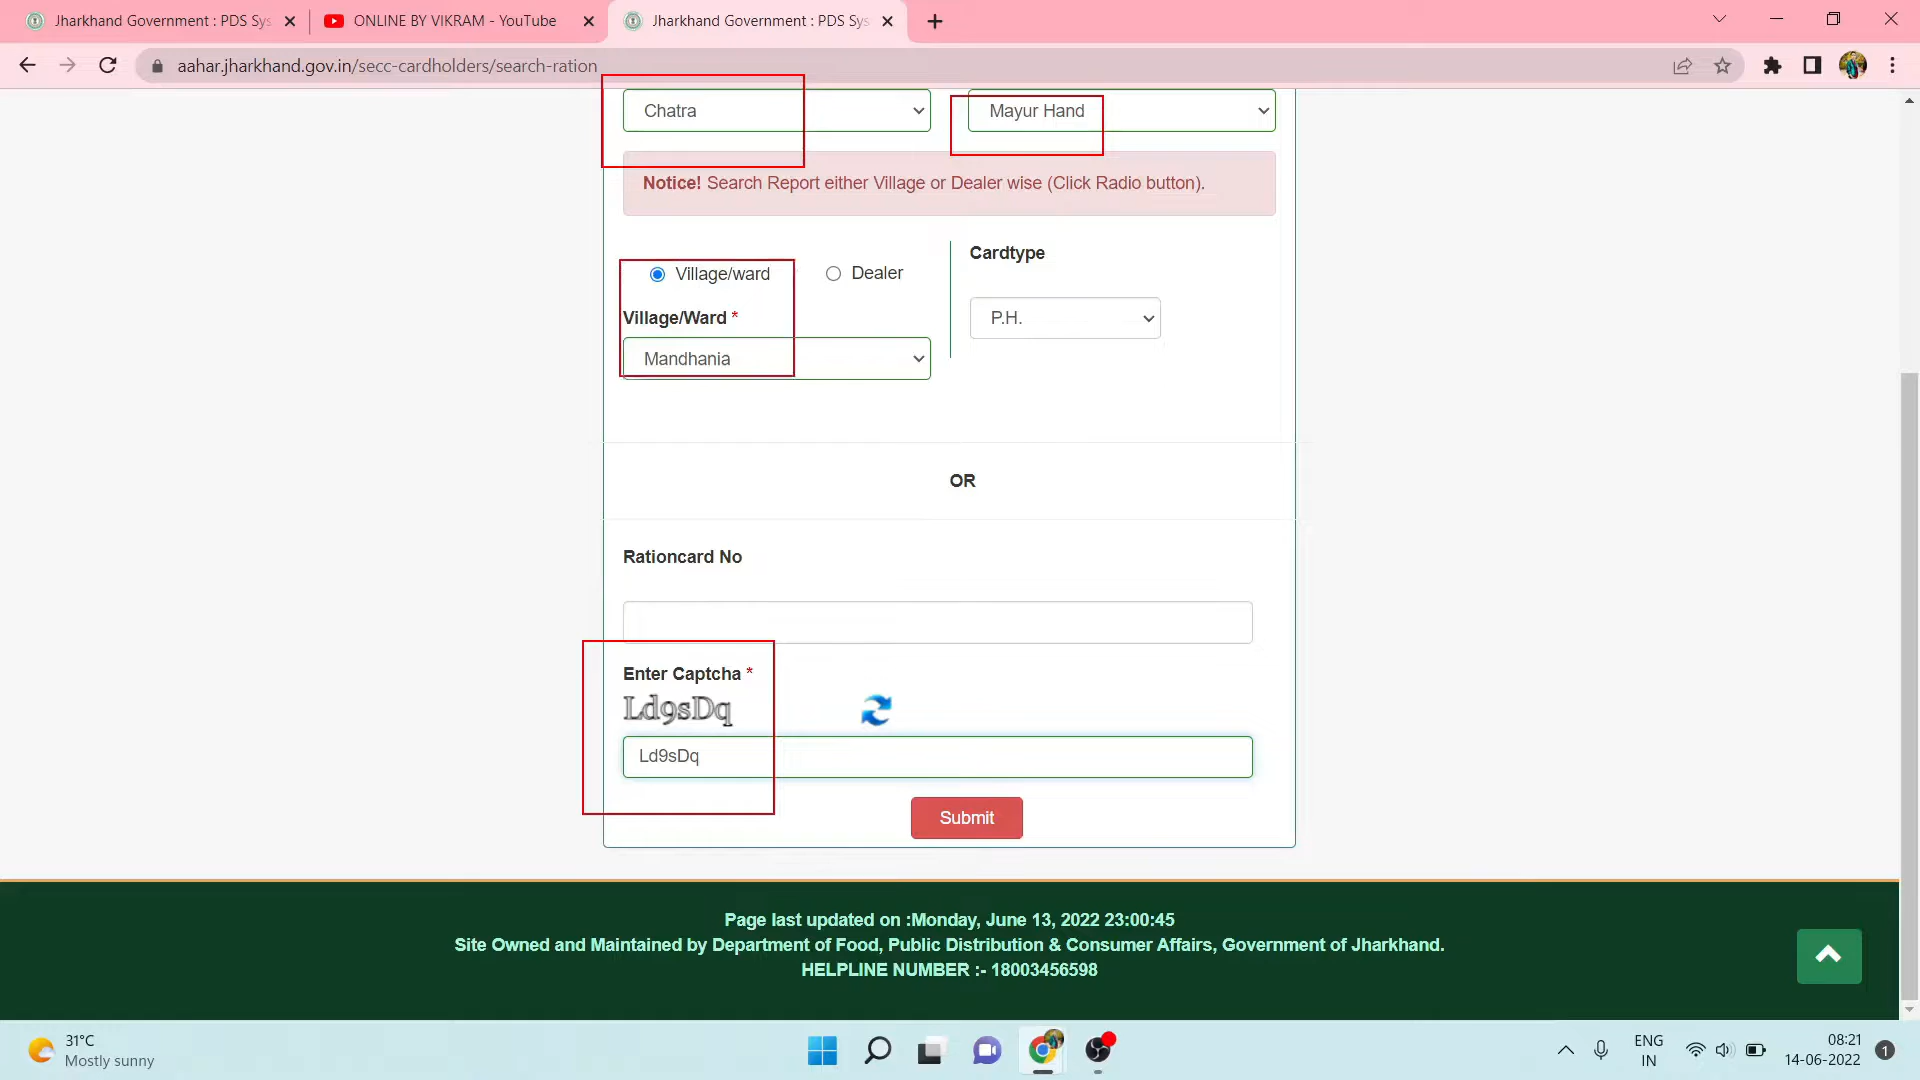 Jharkhand Government : PDS Sys
ONLINE BY VIKRAM - YouTube
Jharkhand Government : PDS Sys
aahar.jharkhand.gov.in/secc-cardholders/search-ration
Chatra
Mayur Hand
Notice! Search Report either Village or Dealer wise (Click Radio button).
Village/ward
Dealer
Cardtype
P.H.
Village/Ward *
Mandhania
OR
Rationcard No
Enter Captcha *
Ld9sDq
Ld9sDq
Submit
Page last updated on :Monday, June 13, 2022 23:00:45
Site Owned and Maintained by Department of Food, Public Distribution & Consumer Affairs, Government of Jharkhand.
HELPLINE NUMBER :- 18003456598
31°C
Mostly sunny
ENG
IN
08:21
14-06-2022
1